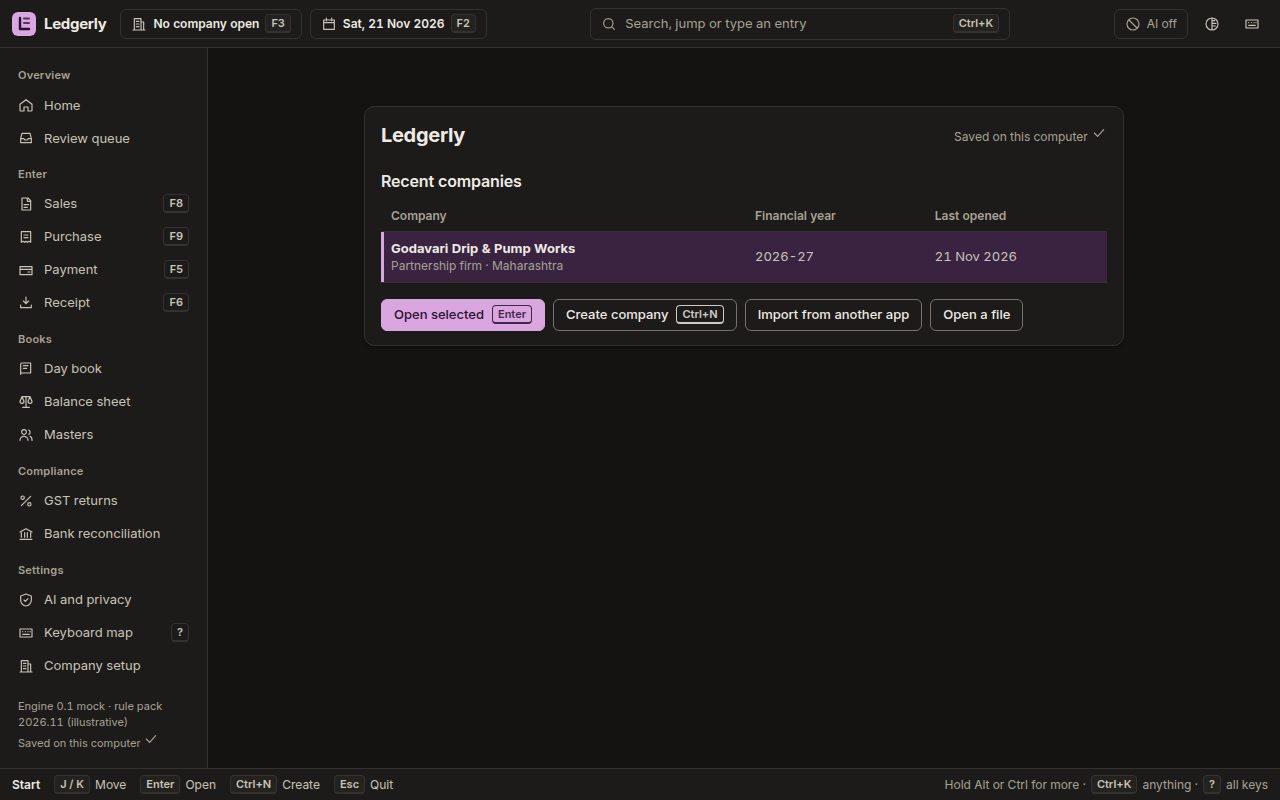 Ledgerly
No company open F3
Sat, 21 Nov 2026 F2
Search, jump or type an entry Ctrl+K
AI off
Overview
Home
Review queue
Enter
Sales F8
Purchase F9
Payment F5
Receipt F6
Books
Day book
Balance sheet
Masters
Compliance
GST returns
Bank reconciliation
Settings
AI and privacy
Keyboard map ?
Company setup
Engine 0.1 mock · rule pack
2026.11 (illustrative)
Saved on this computer
Ledgerly
Saved on this computer
Recent companies
Company Financial year Last opened
Godavari Drip & Pump Works
Partnership firm · Maharashtra
2026-27
21 Nov 2026
Open selected Enter
Create company Ctrl+N
Import from another app
Open a file
Start J / K Move Enter Open Ctrl+N Create Esc Quit
Hold Alt or Ctrl for more · Ctrl+K anything · ? all keys